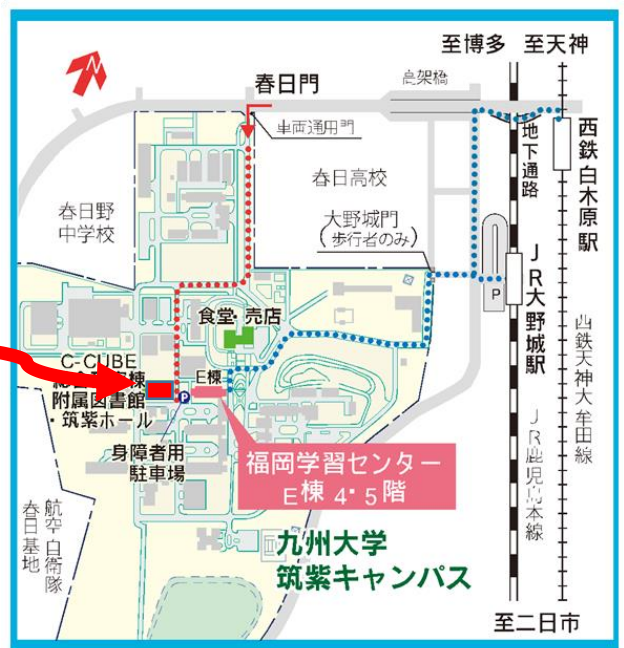 至博多 至天神
高架橋
春日門
車両通用門
地下通路
西鉄白木原駅
春日高校
春日野
中学校
大野城門
(歩行者のみ)
P
JR大野城駅
食堂 売店
西鉄天神大牟田線
C-CUBE
E棟
附属図書館
・筑紫ホール
P
身障者用
駐車場
福岡学習センター
E棟 4・5階
JR鹿児島本線
航空自衛隊
春日基地
九州大学
筑紫キャンパス
至二日市